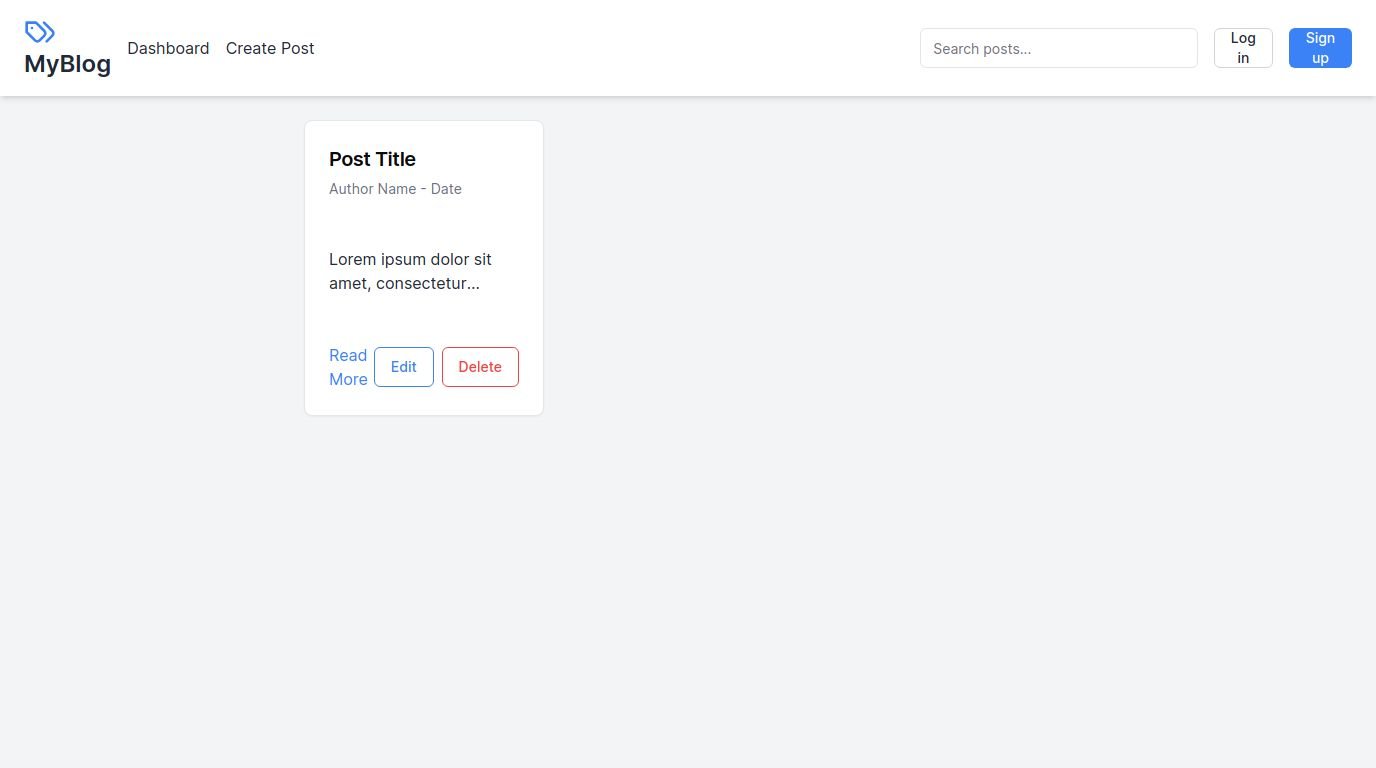 MyBlog
Dashboard
Create Post
Search posts...
Log
in
Sign
up
Post Title
Author Name - Date
Lorem ipsum dolor sit
amet, consectetur...
Read
More
Edit
Delete